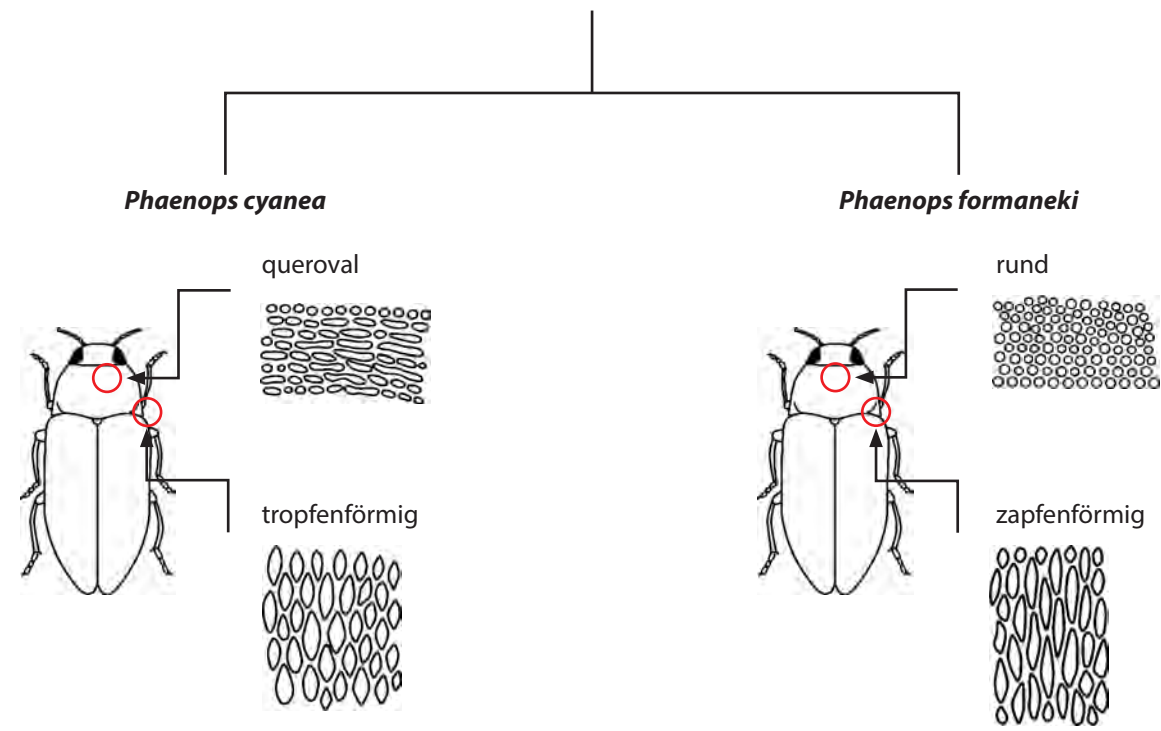 Phaenops cyanea
Phaenops formaneki
queroval
rund
tropfenförmig
zapfenförmig